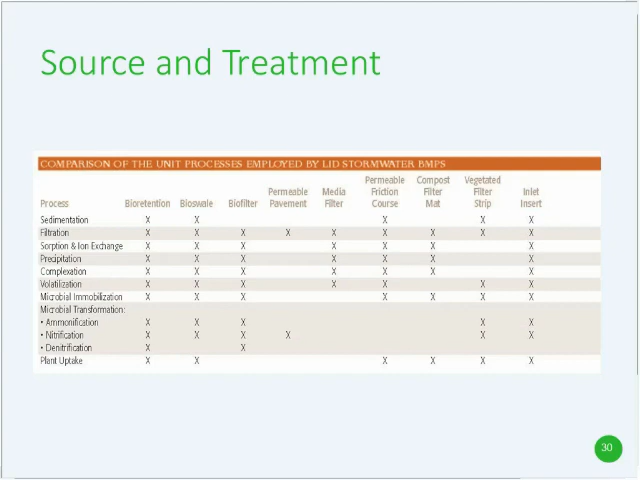 Source and Treatment
COMPARISON OF THE UNIT PROCESSES EMPLOYED BY LID STORMWATER BMPS
Process Bioretention Bioswale Biofilter Permeable Pavement Media Filter Permeable Friction Course Compost Filter Mat Vegetated Filter Strip Inlet Insert
Sedimentation X X X X X
Filtration X X X X X X X X X
Sorption & Ion Exchange X X X X X X X
Precipitation X X X X X X X
Complexation X X X X X X X
Volatilization X X X X X X X
Microbial Immobilization X X X X X X X
Microbial Transformation:
• Ammonification X X X X X
• Nitrification X X X X X X
• Denitrification X X
Plant Uptake X X X X X X
30